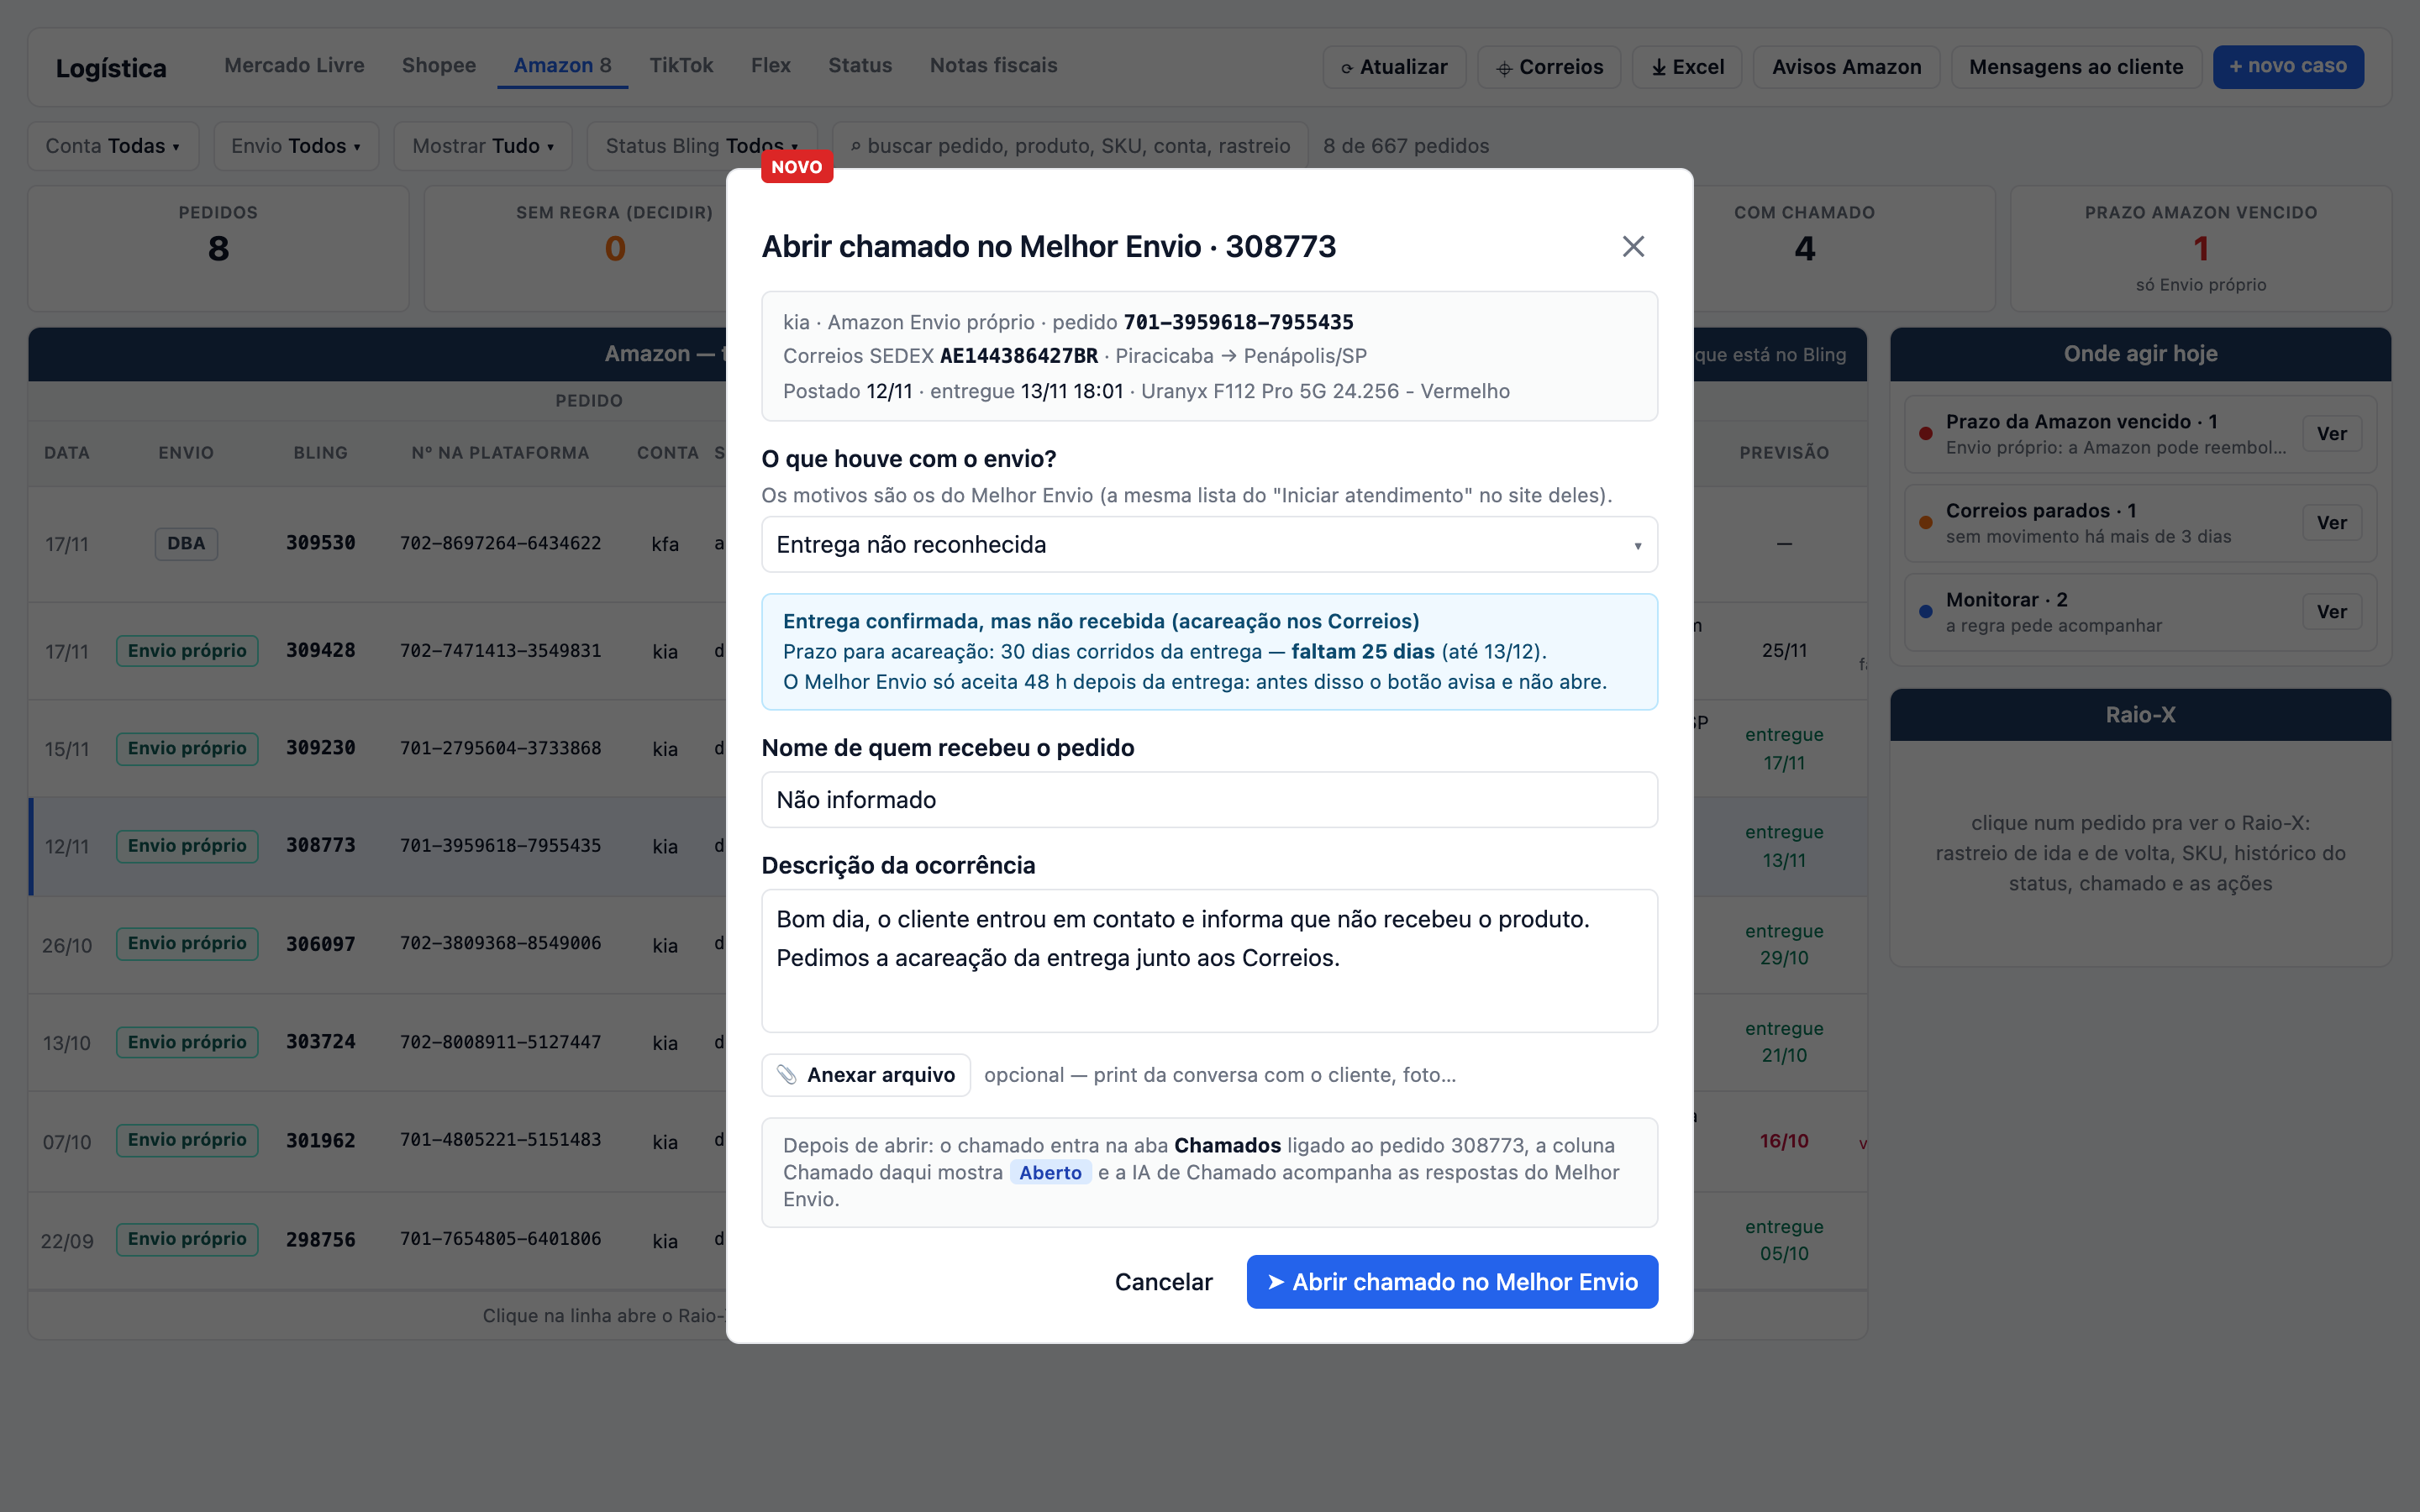 Logística
Mercado Livre
Shopee
Amazon 8
TikTok
Flex
Status
Notas fiscais
⟳ Atualizar
Correios
Excel
Avisos Amazon
Mensagens ao cliente
+ novo caso
Conta Todas ▾
Envio Todos ▾
Mostrar Tudo ▾
Status Bling Todos ▾
buscar pedido, produto, SKU, conta, rastreio
8 de 667 pedidos
PEDIDOS
8
SEM REGRA (DECIDIR)
0
COM CHAMADO
4
PRAZO AMAZON VENCIDO
1
só Envio próprio
Amazon —
que está no Bling
PEDIDO
DATA ENVIO BLING Nº NA PLATAFORMA CONTA S
PREVISÃO
17/11 DBA 309530 702-8697264-6434622 kfa a
—
17/11 Envio próprio 309428 702-7471413-3549831 kia d
25/11
15/11 Envio próprio 309230 701-2795604-3733868 kia d
entregue
17/11
12/11 Envio próprio 308773 701-3959618-7955435 kia d
entregue
13/11
26/10 Envio próprio 306097 702-3809368-8549006 kia d
entregue
29/10
13/10 Envio próprio 303724 702-8008911-5127447 kia d
entregue
21/10
07/10 Envio próprio 301962 701-4805221-5151483 kia d
16/10
22/09 Envio próprio 298756 701-7654805-6401806 kia d
entregue
05/10
Clique na linha abre o Raio-
NOVO
Abrir chamado no Melhor Envio · 308773
kia · Amazon Envio próprio · pedido 701-3959618-7955435
Correios SEDEX AE144386427BR · Piracicaba → Penápolis/SP
Postado 12/11 · entregue 13/11 18:01 · Uranyx F112 Pro 5G 24.256 - Vermelho
O que houve com o envio?
Os motivos são os do Melhor Envio (a mesma lista do "Iniciar atendimento" no site deles).
Entrega não reconhecida
Entrega confirmada, mas não recebida (acareação nos Correios)
Prazo para acareação: 30 dias corridos da entrega — faltam 25 dias (até 13/12).
O Melhor Envio só aceita 48 h depois da entrega: antes disso o botão avisa e não abre.
Nome de quem recebeu o pedido
Não informado
Descrição da ocorrência
Bom dia, o cliente entrou em contato e informa que não recebeu o produto.
Pedimos a acareação da entrega junto aos Correios.
Anexar arquivo
opcional — print da conversa com o cliente, foto...
Depois de abrir: o chamado entra na aba Chamados ligado ao pedido 308773, a coluna
Chamado daqui mostra Aberto e a IA de Chamado acompanha as respostas do Melhor
Envio.
Cancelar
➤ Abrir chamado no Melhor Envio
Onde agir hoje
Prazo da Amazon vencido · 1
Envio próprio: a Amazon pode reembol...
Ver
Correios parados · 1
sem movimento há mais de 3 dias
Ver
Monitorar · 2
a regra pede acompanhar
Ver
Raio-X
clique num pedido pra ver o Raio-X:
rastreio de ida e de volta, SKU, histórico do
status, chamado e as ações